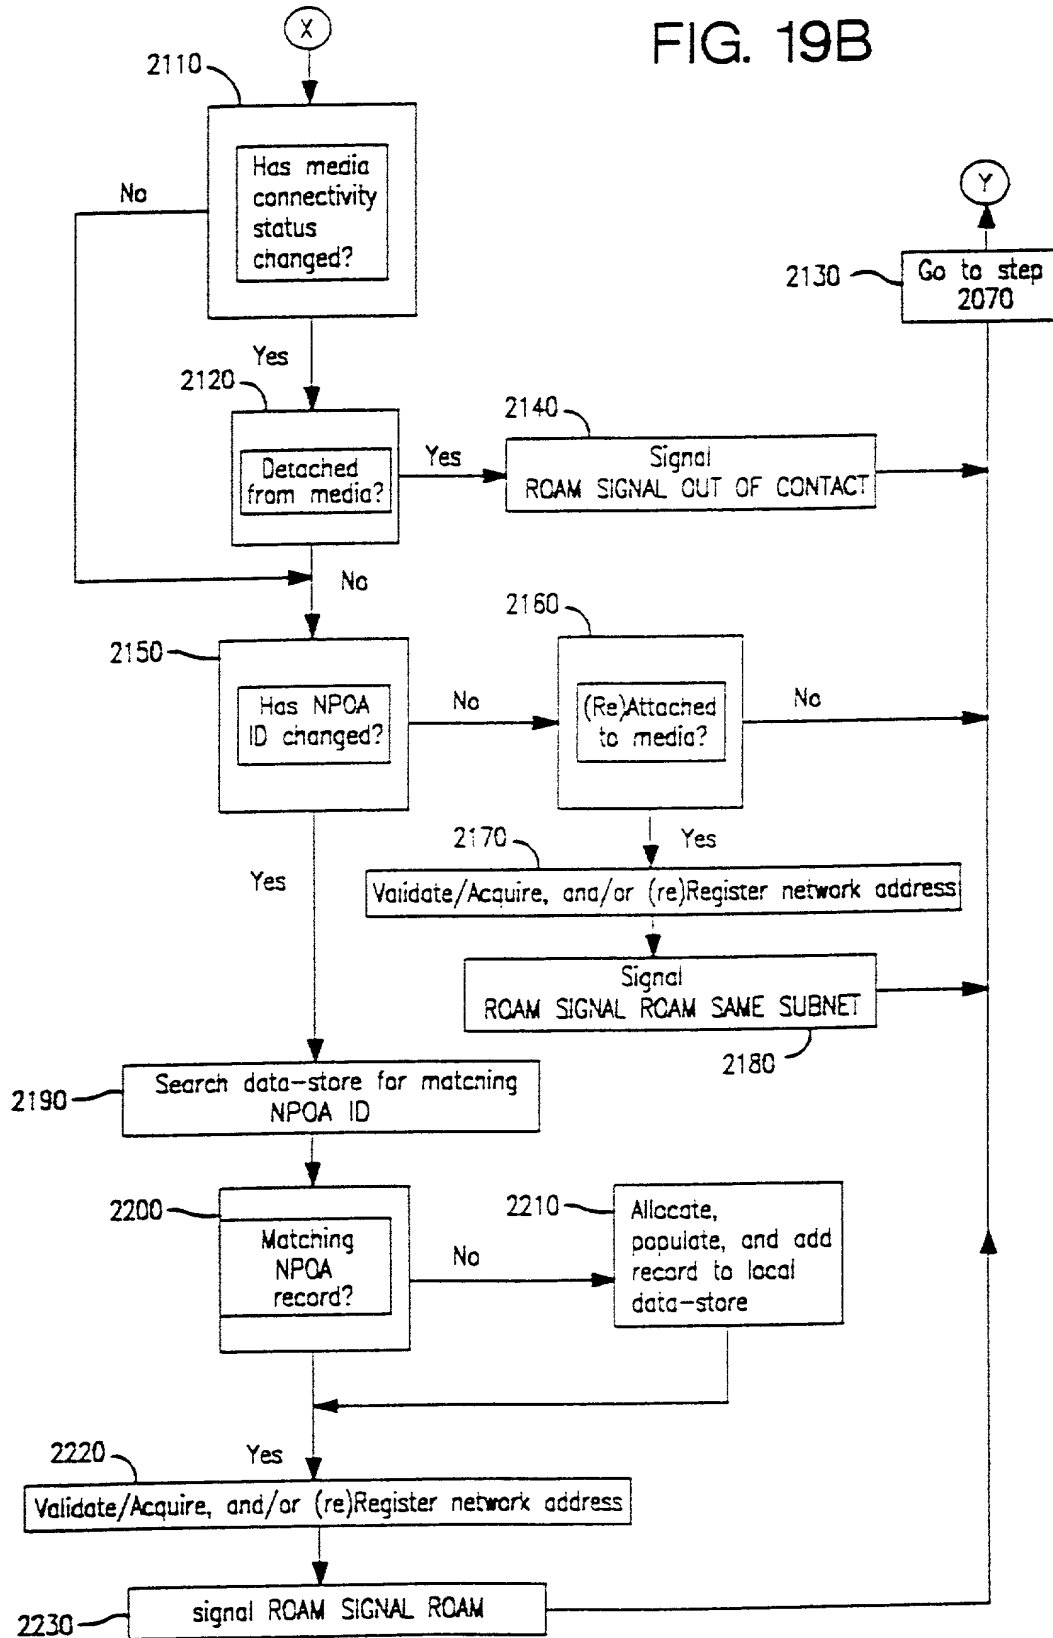 FIG. 19B
X
2110
Has media
connectivity
status
changed?
No
Yes
Y
2130
Go to step
2070
2120
Detached
from media?
Yes
2140
Signal
ROAM SIGNAL OUT OF CONTACT
No
2150
Has NPOA
ID changed?
No
2160
(Re)Attached
to media?
No
Yes
Yes
2170
Validate/Acquire, and/or (re)Register network address
Signal
ROAM SIGNAL ROAM SAME SUBNET
2180
2190
Search data-store for matching
NPOA ID
2200
Matching
NPOA
record?
No
2210
Allocate,
populate, and add
record to local
data-store
Yes
2220
Validate/Acquire, and/or (re)Register network address
2230
signal ROAM SIGNAL ROAM